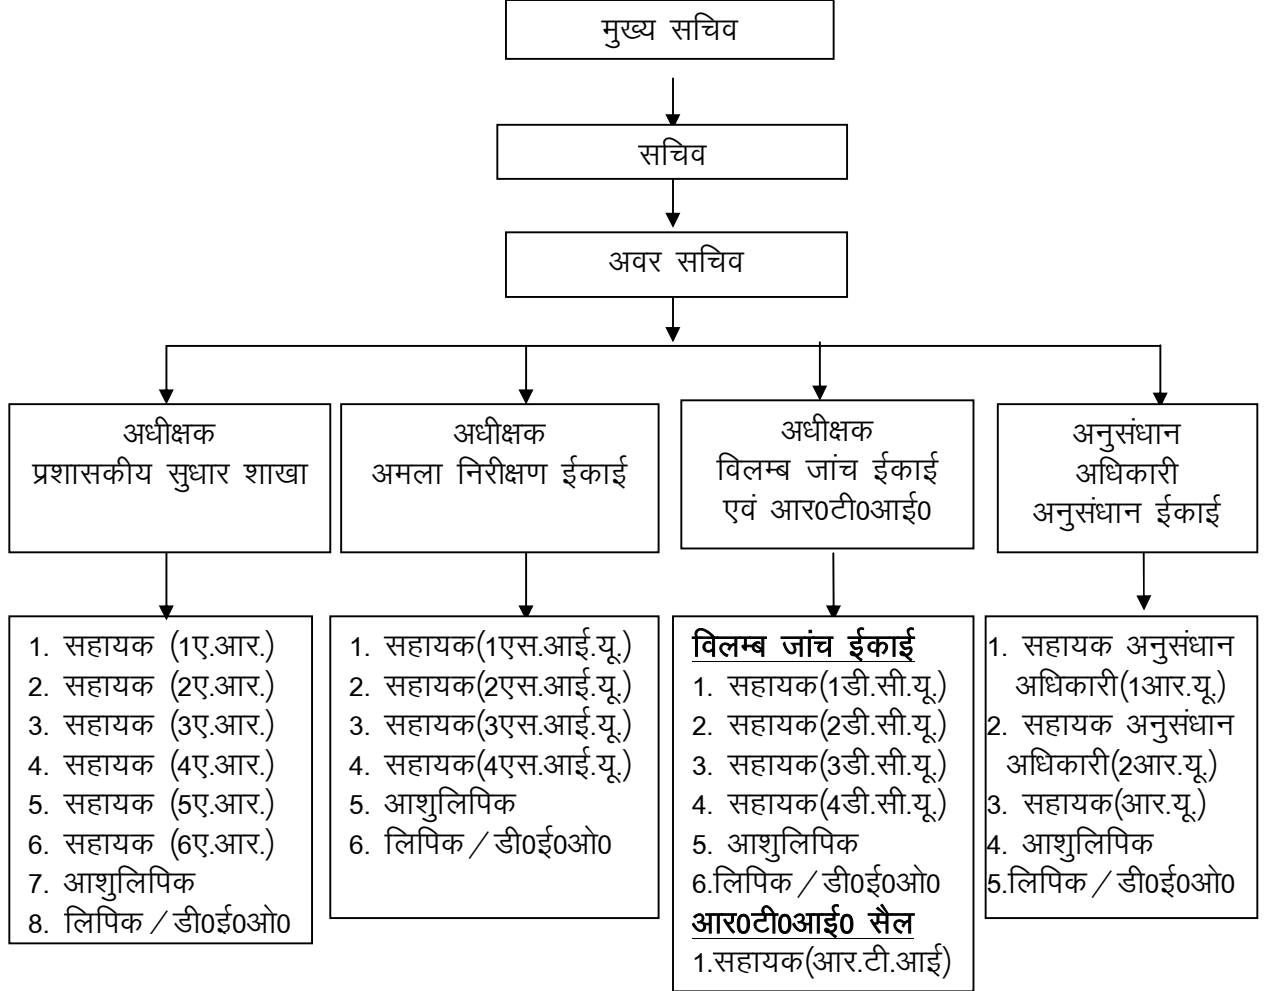 मुख्य सचिव
सचिव
अवर सचिव
अधीक्षक
प्रशासकीय सुधार शाखा
अधीक्षक
अमला निरीक्षण ईकाई
अधीक्षक
विलम्ब जांच ईकाई
एवं आर0टी0आई0
अनुसंधान
अधिकारी
अनुसंधान ईकाई
1. सहायक (1ए.आर.)
2. सहायक (2ए.आर.)
3. सहायक (3ए.आर.)
4. सहायक (4ए.आर.)
5. सहायक (5ए.आर.)
6. सहायक (6ए.आर.)
7. आशुलिपिक
8. लिपिक / डी0ई0ओ0
1. सहायक(1एस.आई.यू.)
2. सहायक(2एस.आई.यू.)
3. सहायक(3एस.आई.यू.)
4. सहायक(4एस.आई.यू.)
5. आशुलिपिक
6. लिपिक / डी0ई0ओ0
विलम्ब जांच ईकाई
1. सहायक(1डी.सी.यू.)
2. सहायक(2डी.सी.यू.)
3. सहायक(3डी.सी.यू.)
4. सहायक(4डी.सी.यू.)
5. आशुलिपिक
6.लिपिक / डी0ई0ओ0
आर0टी0आई0 सैल
1.सहायक(आर.टी.आई)
1. सहायक अनुसंधान
अधिकारी(1आर.यू.)
2. सहायक अनुसंधान
अधिकारी(2आर.यू.)
3. सहायक(आर.यू.)
4. आशुलिपिक
5.लिपिक / डी0ई0ओ0